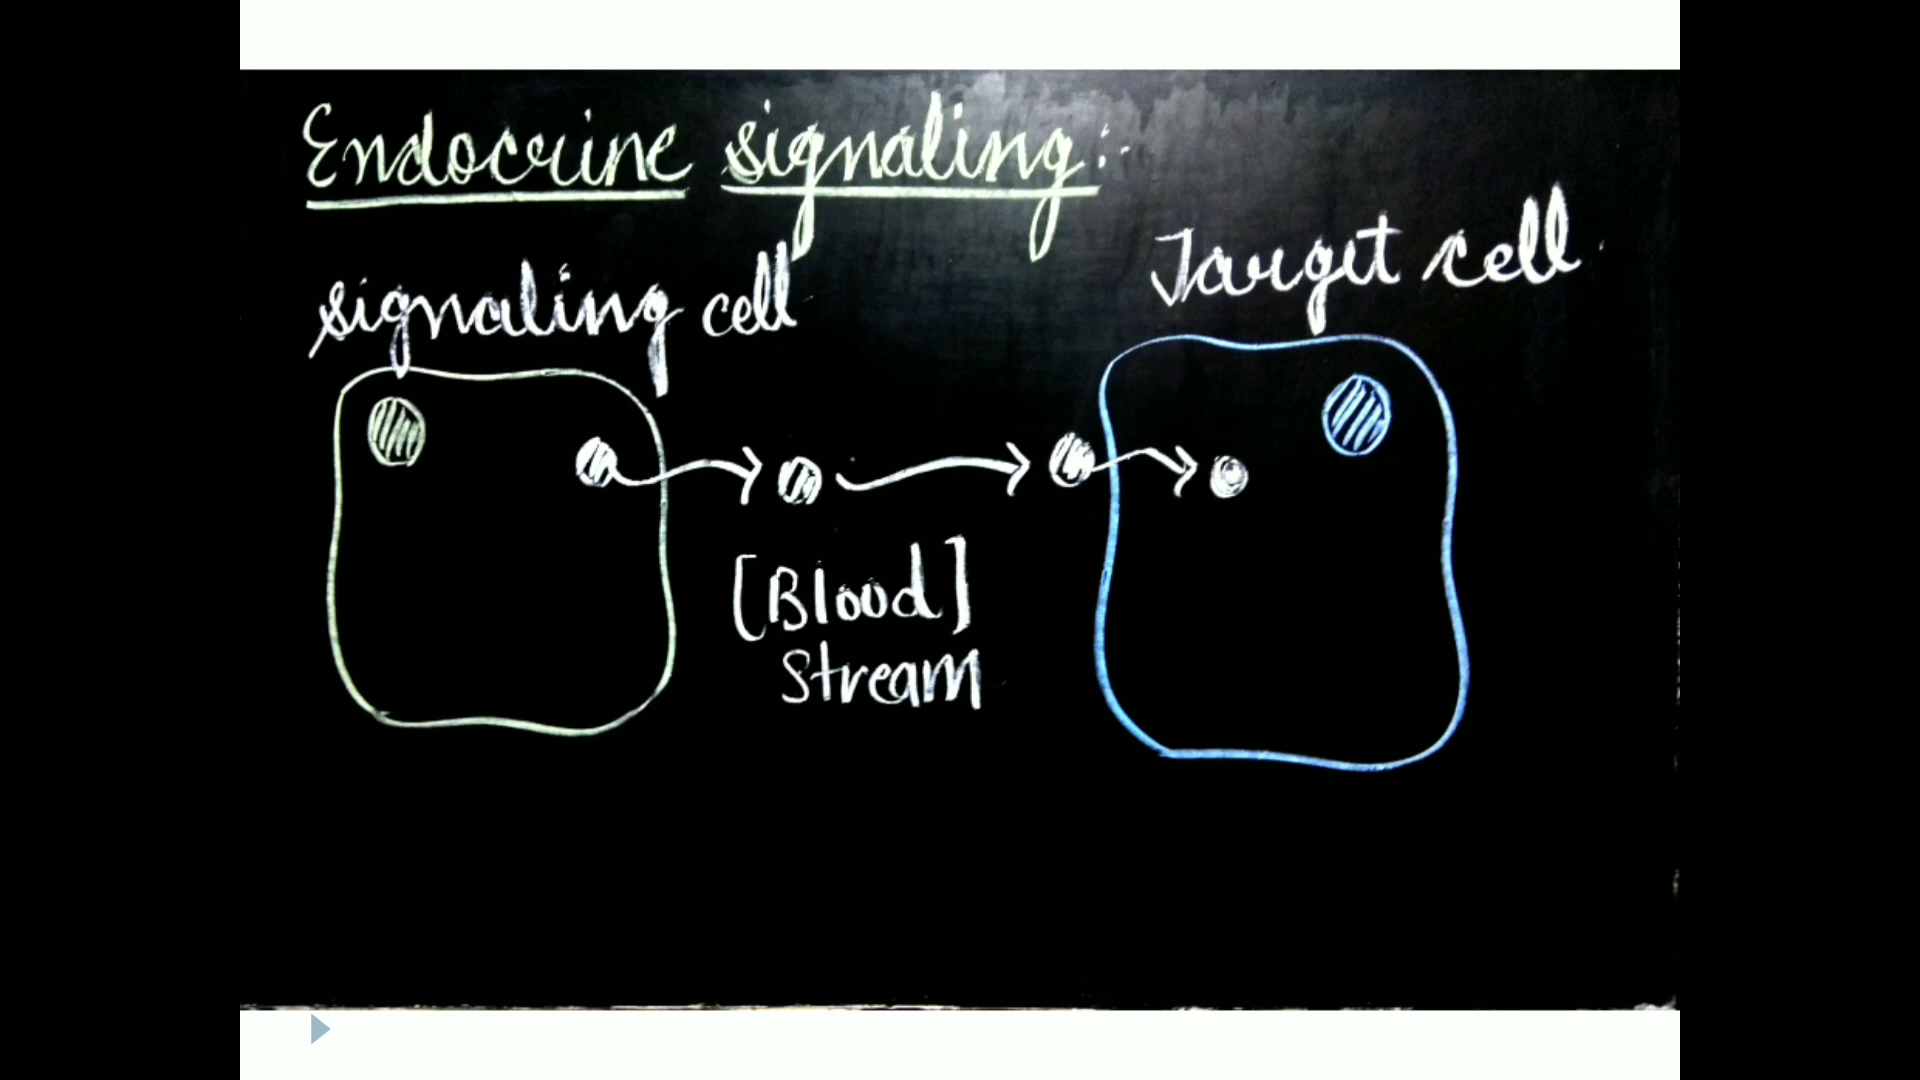 Endocrine signaling:-
signaling cell
Target cell
[Blood]
Stream